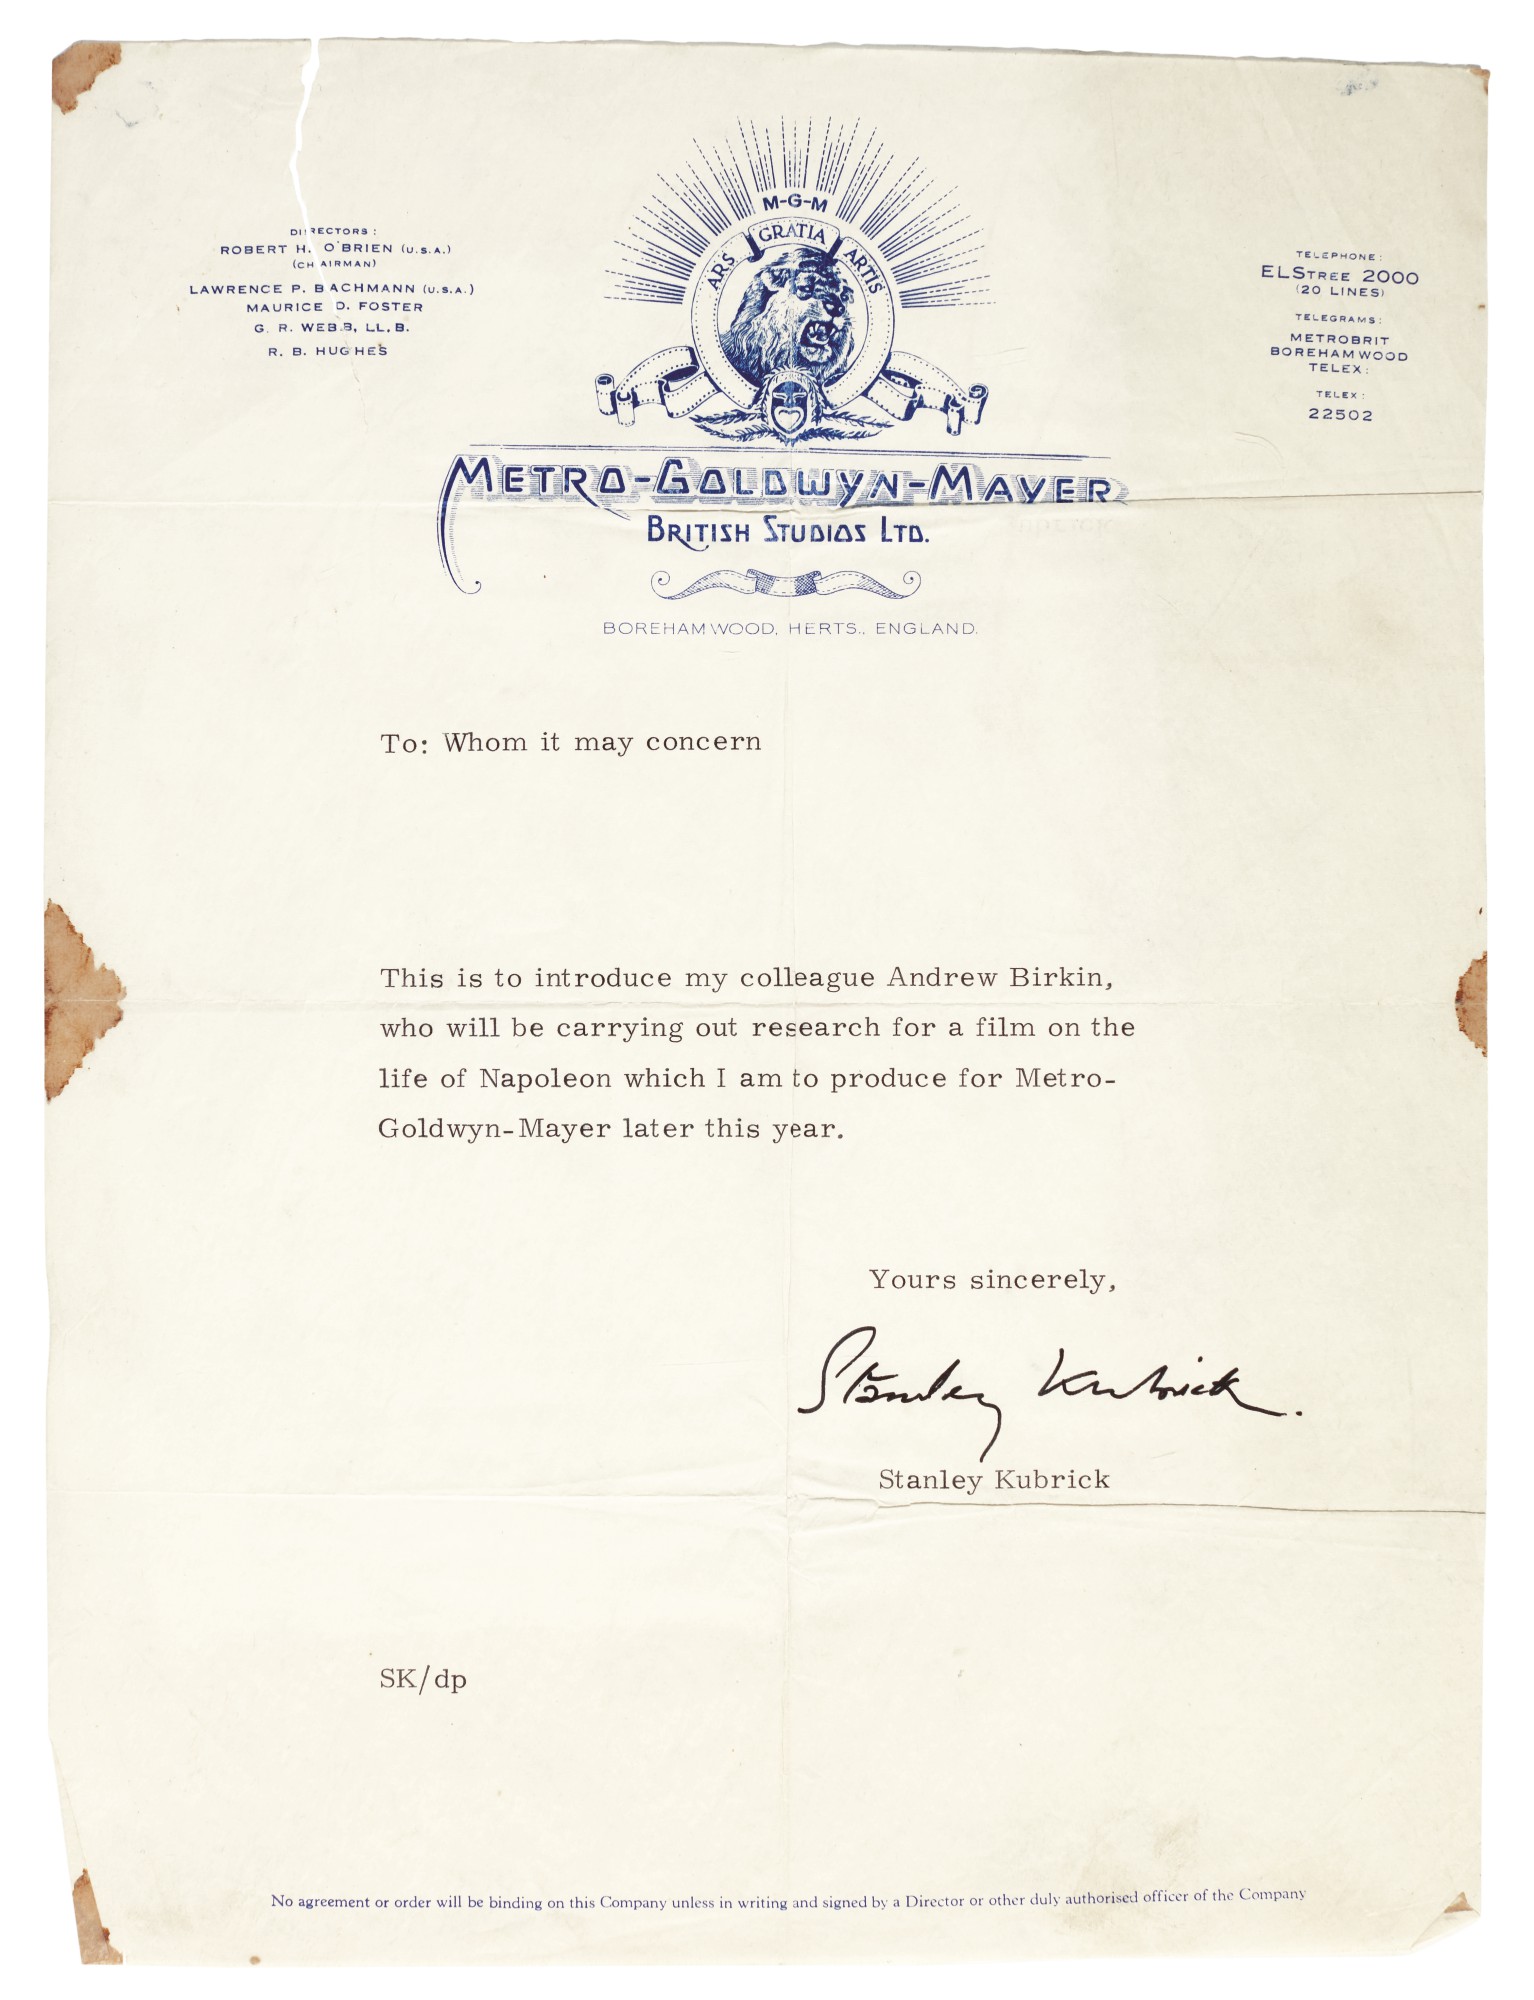 DIRECTORS:
ROBERT H. O'BRIEN (U.S.A.)
(CHAIRMAN)
LAWRENCE P. BACHMANN (U.S.A.)
MAURICE D. FOSTER
G. R. WEBB, LL.B.
R. B. HUGHES
M-G-M
ARS GRATIA ARTIS
TELEPHONE:
ELSTREE 2000
(20 LINES)
TELEGRAMS:
METROBRIT
BOREHAMWOOD
TELEX:
TELEX:
22502
METRO-GOLDWYN-MAYER
BRITISH STUDIOS LTD.
BOREHAMWOOD, HERTS., ENGLAND.
To: Whom it may concern
This is to introduce my colleague Andrew Birkin,
who will be carrying out research for a film on the
life of Napoleon which I am to produce for Metro-
Goldwyn-Mayer later this year.
Yours sincerely,
Stanley Kubrick.
Stanley Kubrick
SK/dp
No agreement or order will be binding on this Company unless in writing and signed by a Director or other duly authorised officer of the Company